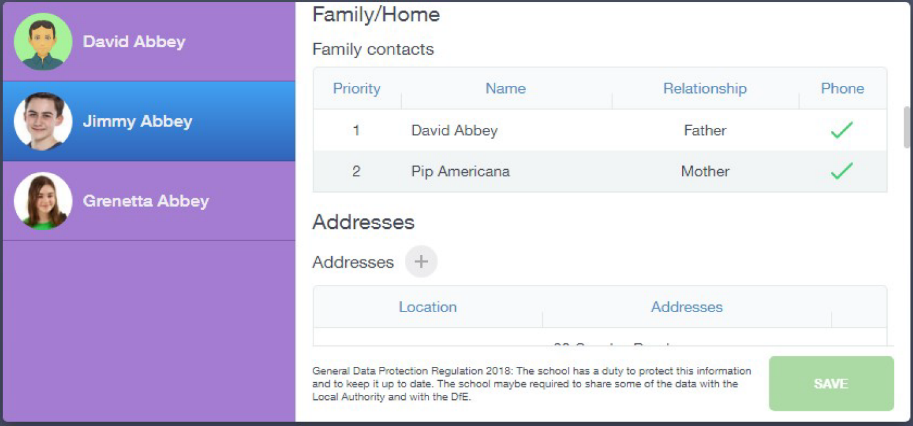 David Abbey
Jimmy Abbey
Grenetta Abbey
Family/Home
Family contacts
Priority Name Relationship Phone
1 David Abbey Father
2 Pip Americana Mother
Addresses
Addresses +
Location Addresses
General Data Protection Regulation 2018: The school has a duty to protect this information
and to keep it up to date. The school maybe required to share some of the data with the
Local Authority and with the DfE.
SAVE